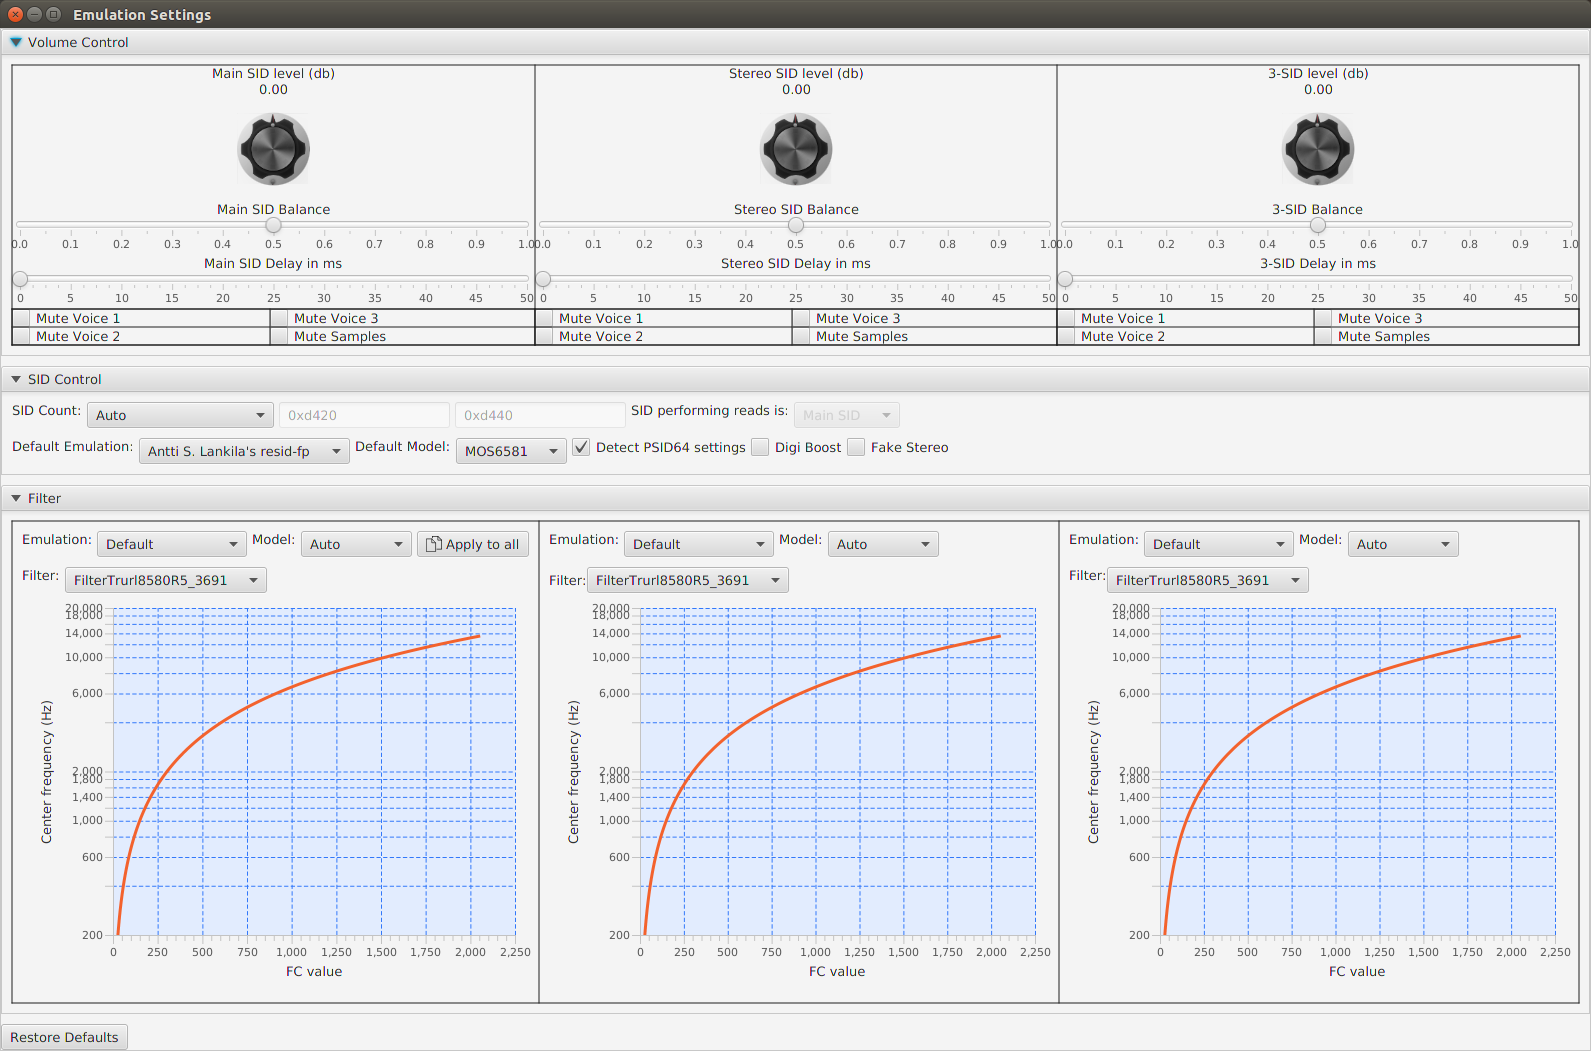 Emulation Settings
Volume Control
Main SID level (db)
0.00
Main SID Balance
0.0 0.1 0.2 0.3 0.4 0.5 0.6 0.7 0.8 0.9 1.0
Main SID Delay in ms
0 5 10 15 20 25 30 35 40 45 50
Mute Voice 1 Mute Voice 3
Mute Voice 2 Mute Samples
Stereo SID level (db)
0.00
Stereo SID Balance
0.0 0.1 0.2 0.3 0.4 0.5 0.6 0.7 0.8 0.9 1.0
Stereo SID Delay in ms
0 5 10 15 20 25 30 35 40 45 50
Mute Voice 1 Mute Voice 3
Mute Voice 2 Mute Samples
3-SID level (db)
0.00
3-SID Balance
0.0 0.1 0.2 0.3 0.4 0.5 0.6 0.7 0.8 0.9 1.0
3-SID Delay in ms
0 5 10 15 20 25 30 35 40 45 50
Mute Voice 1 Mute Voice 3
Mute Voice 2 Mute Samples
SID Control
SID Count: Auto 0xd420 0xd440 SID performing reads is: Main SID
Default Emulation: Antti S. Lankila's resid-fp Default Model: MOS6581 Detect PSID64 settings Digi Boost Fake Stereo
Filter
Emulation: Default Model: Auto Apply to all
Filter: FilterTrurl8580R5_3691
20,000
18,000
14,000
10,000
6,000
2,000
1,800
1,400
1,000
600
200
Center frequency (Hz)
0 250 500 750 1,000 1,250 1,500 1,750 2,000 2,250
FC value
Emulation: Default Model: Auto
Filter: FilterTrurl8580R5_3691
20,000
18,000
14,000
10,000
6,000
2,000
1,800
1,400
1,000
600
200
Center frequency (Hz)
0 250 500 750 1,000 1,250 1,500 1,750 2,000 2,250
FC value
Emulation: Default Model: Auto
Filter: FilterTrurl8580R5_3691
20,000
18,000
14,000
10,000
6,000
2,000
1,800
1,400
1,000
600
200
Center frequency (Hz)
0 250 500 750 1,000 1,250 1,500 1,750 2,000 2,250
FC value
Restore Defaults